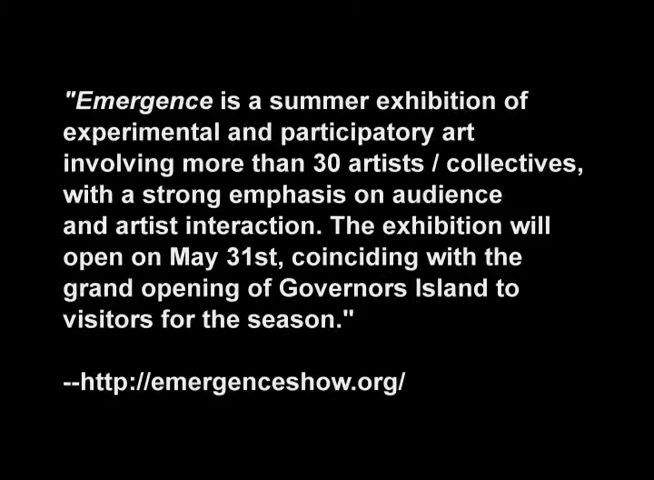 "Emergence is a summer exhibition of
experimental and participatory art
involving more than 30 artists / collectives,
with a strong emphasis on audience
and artist interaction. The exhibition will
open on May 31st, coinciding with the
grand opening of Governors Island to
visitors for the season."
--http://emergenceshow.org/